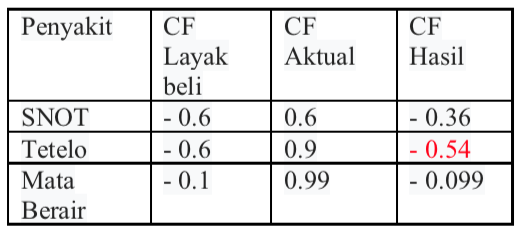 Penyakit CF Layak beli CF Aktual CF Hasil
SNOT - 0.6 0.6 - 0.36
Tetelo - 0.6 0.9 - 0.54
Mata Berair - 0.1 0.99 - 0.099